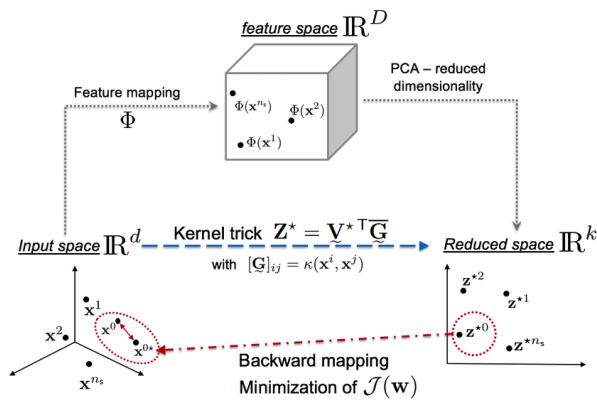 feature space ℝ^D
Feature mapping
Φ
PCA – reduced
dimensionality
Φ(x^{n_s})
Φ(x^2)
Φ(x^1)
Input space ℝ^d
Kernel trick Z^⋆ = V̰^{⋆⊤} G̰̅
with [G̰]_{ij} = κ(x^i, x^j)
Reduced space ℝ^k
x^1
x^0
x^2
x^{0⋆}
x^{n_s}
z^{⋆2}
z^{⋆1}
z^{⋆0}
z^{⋆n_s}
Backward mapping
Minimization of 𝒥(w)